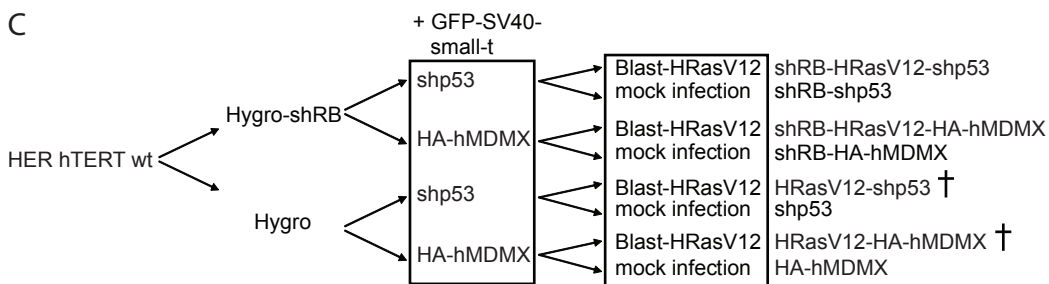 C
+ GFP-SV40-
small-t
HER hTERT wt
Hygro-shRB
Hygro
shp53
HA-hMDMX
shp53
HA-hMDMX
Blast-HRasV12 shRB-HRasV12-shp53
mock infection shRB-shp53
Blast-HRasV12 shRB-HRasV12-HA-hMDMX
mock infection shRB-HA-hMDMX
Blast-HRasV12 HRasV12-shp53 †
mock infection shp53
Blast-HRasV12 HRasV12-HA-hMDMX †
mock infection HA-hMDMX